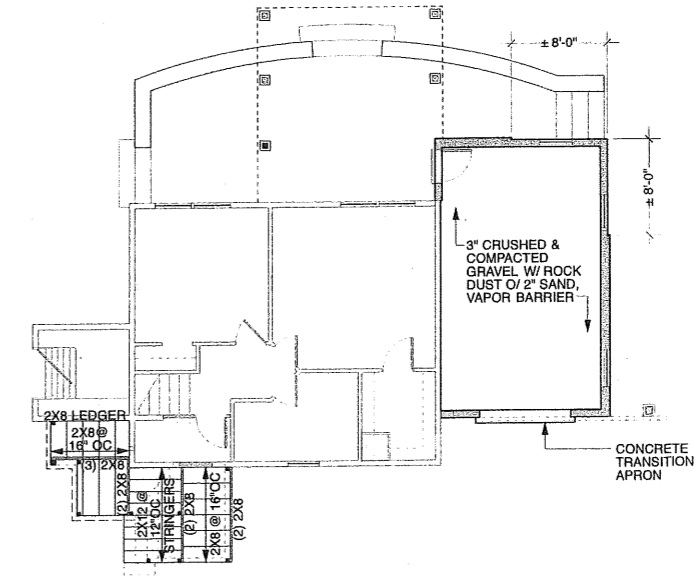 ± 8'-0"
± 8'-0"
3" CRUSHED &
COMPACTED
GRAVEL W/ ROCK
DUST O/ 2" SAND,
VAPOR BARRIER
2X8 LEDGER
2X8@
16" OC
3) 2X8
(2) 2X8
2X12 @
12"OC
STRINGERS
(2) 2X8
2X8 @ 16"OC
(2) 2X8
CONCRETE
TRANSITION
APRON